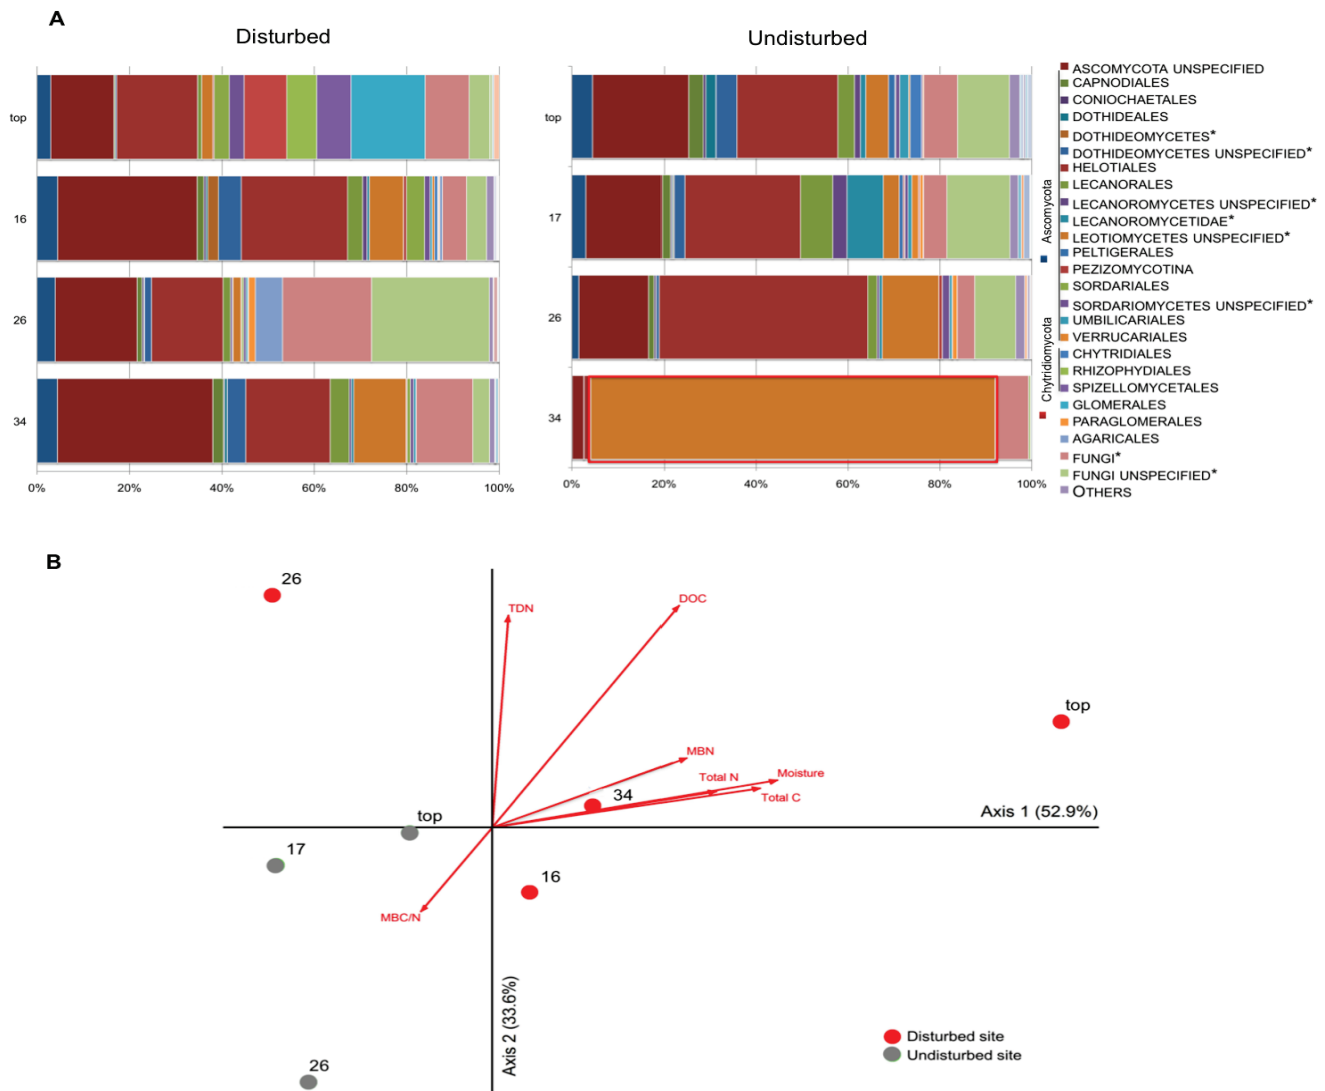 A
Disturbed
Undisturbed
top
16
26
34
0%
20%
40%
60%
80%
100%
top
17
26
34
0%
20%
40%
60%
80%
100%
Ascomycota
Chytridiomycota
ASCOMYCOTA UNSPECIFIED
CAPNODIALES
CONIOCHAETALES
DOTHIDEALES
DOTHIDEOMYCETES*
DOTHIDEOMYCETES UNSPECIFIED*
HELOTIALES
LECANORALES
LECANOROMYCETES UNSPECIFIED*
LECANOROMYCETIDAE*
LEOTIOMYCETES UNSPECIFIED*
PELTIGERALES
PEZIZOMYCOTINA
SORDARIALES
SORDARIOMYCETES UNSPECIFIED*
UMBILICARIALES
VERRUCARIALES
CHYTRIDIALES
RHIZOPHYDIALES
SPIZELLOMYCETALES
GLOMERALES
PARAGLOMERALES
AGARICALES
FUNGI*
FUNGI UNSPECIFIED*
OTHERS
B
26
TDN
DOC
top
MBN
Total N
Moisture
Total C
34
Axis 1 (52.9%)
top
17
16
MBC/N
Axis 2 (33.6%)
26
Disturbed site
Undisturbed site